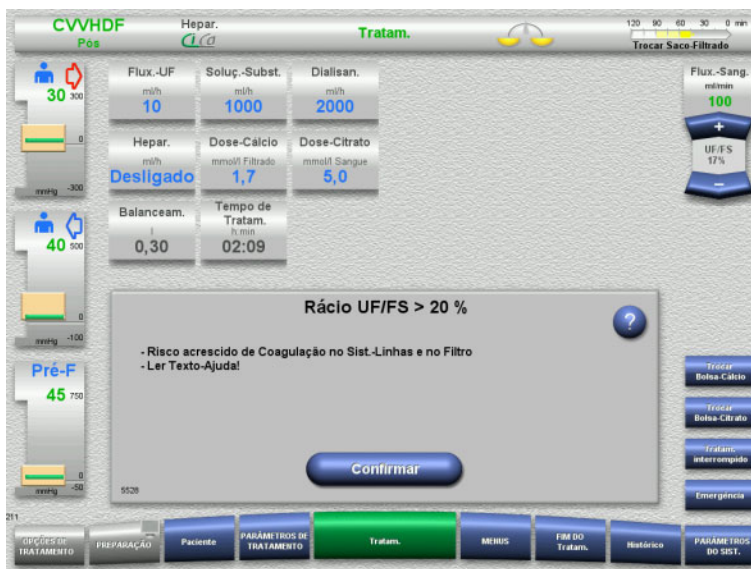 CVVHDF
Pós
Hepar.
Ci Ca
Tratam.
120 90 60 30 0 min
Trocar Saco-Filtrado
30
300
0
mmHg -300
Flux.-UF
ml/h
10
Soluç.-Subst.
ml/h
1000
Dialisan.
ml/h
2000
Flux.-Sang.
ml/min
100
+
UF/FS
17%
−
Hepar.
ml/h
Desligado
Dose-Cálcio
mmol/l Filtrado
1,7
Dose-Citrato
mmol/l Sangue
5,0
Balanceam.
l
0,30
Tempo de
Tratam.
h:min
02:09
40
500
0
mmHg -100
Pré-F
45
750
0
mmHg -50
Rácio UF/FS > 20 %
?
- Risco acrescido de Coagulação no Sist.-Linhas e no Filtro
- Ler Texto-Ajuda!
Confirmar
5528
Trocar
Bolsa-Cálcio
Trocar
Bolsa-Citrato
Tratam.
interrompido
Emergência
211
OPÇÕES DE
TRATAMENTO
PREPARAÇÃO
Paciente
PARÂMETROS DE
TRATAMENTO
Tratam.
MENUS
FIM DO
Tratam.
Histórico
PARÂMETROS
DO SIST.